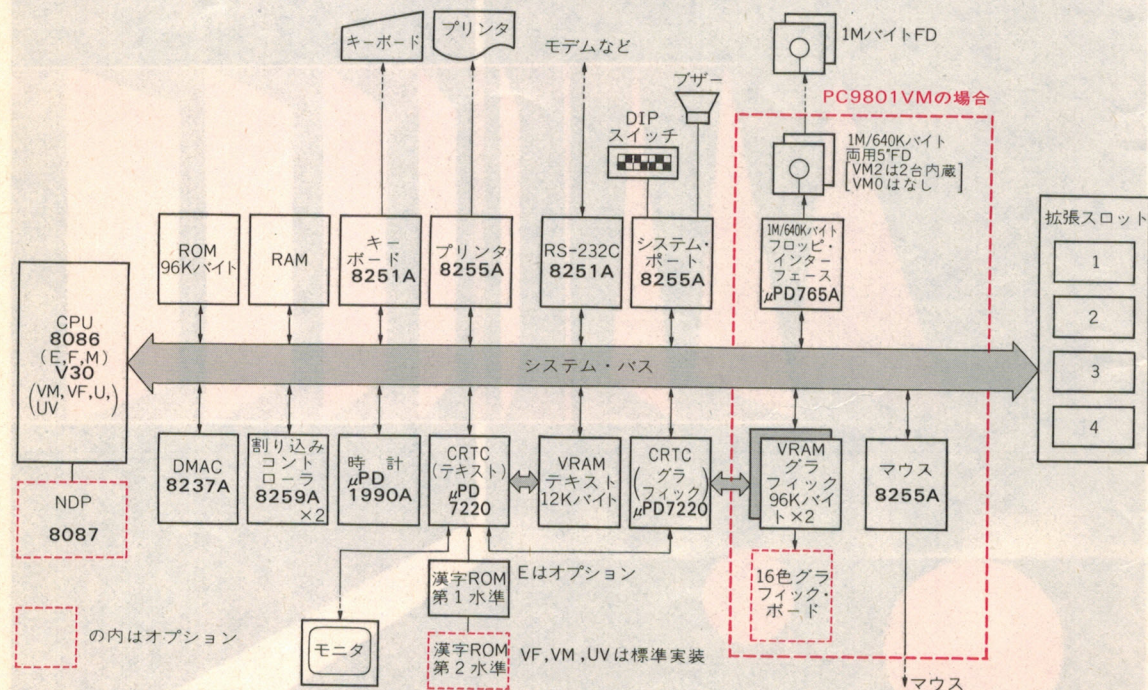 キーボード
プリンタ
モデムなど
ブザー
DIP
スイッチ
1MバイトFD
PC9801VMの場合
1M/640Kバイト
両用5"FD
[VM2は2台内蔵]
[VM0はなし]
ROM
96Kバイト
RAM
キー
ボード
8251A
プリンタ
8255A
RS-232C
8251A
システム・
ポート
8255A
1M/640Kバイト
フロッピ・
インター
フェース
μPD765A
拡張スロット
1
2
3
4
CPU
8086
(E,F,M)
V30
(VM,VF,U,
UV)
システム・バス
NDP
8087
DMAC
8237A
割り込み
コント
ローラ
8259A
×2
時計
μPD
1990A
CRTC
(テキスト)
μPD
7220
VRAM
テキスト
12Kバイト
CRTC
(グラ
フィック)
μPD7220
VRAM
グラ
フィック
96Kバイ
ト×2
マウス
8255A
漢字ROM
第1水準
Eはオプション
16色グラ
フィック・
ボード
の内はオプション
モニタ
漢字ROM
第2水準
VF,VM,UVは標準実装
マウス